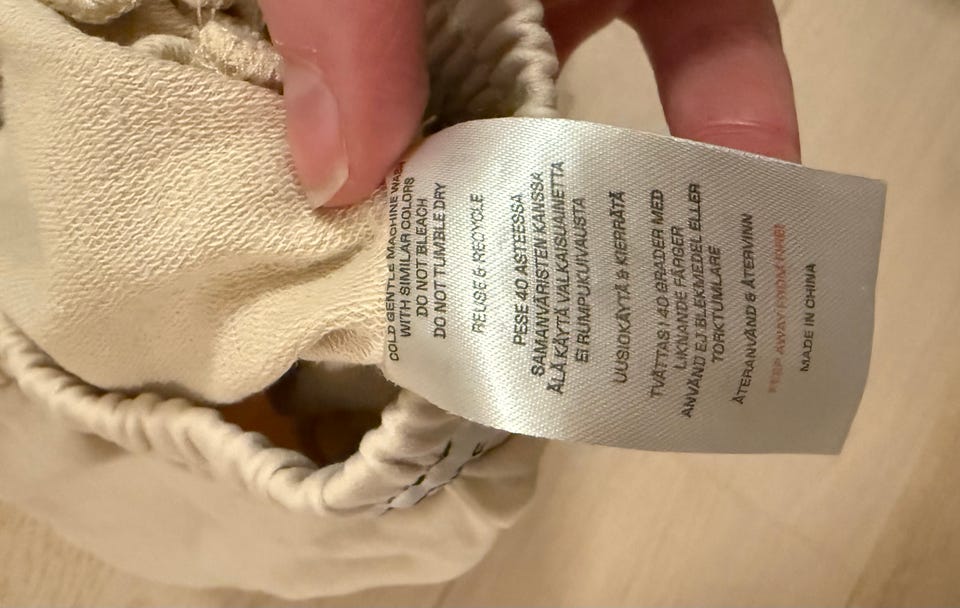 COLD GENTLE MACHINE WASH
WITH SIMILAR COLORS
DO NOT BLEACH
DO NOT TUMBLE DRY
REUSE & RECYCLE
PESE 40 ASTEESSA
SAMANVÄRISTEN KANSSA
ÄLÄ KÄYTÄ VALKAISUAINETTA
EI RUMPUKUIVAUSTA
UUSIOKÄYTÄ & KIERRÄTÄ
TVÄTTAS I 40 GRADER MED
LIKNANDE FÄRGER
ANVÄND EJ BLEKMEDEL ELLER
TORKTUMLARE
ÅTERANVÄND & ÅTERVINN
KEEP AWAY FROM FIRE!
MADE IN CHINA